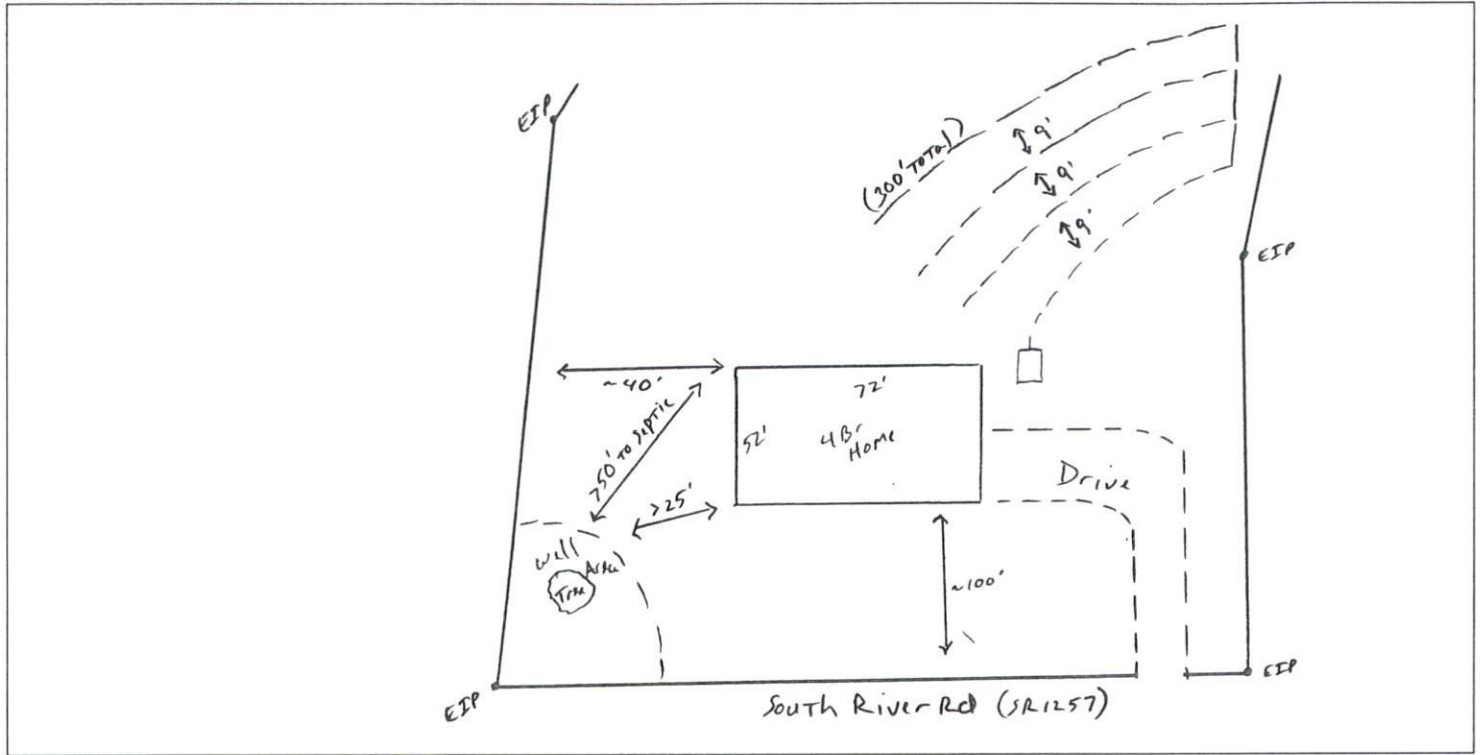 EIP
(300' TOTAL)
9'
9'
9'
EIP
~40'
72'
>50' TO SEPTIC
52'
4Br
Home
Drive
>25'
Well
Area
Tree
~100'
EIP
EIP
South River Rd (SR1257)